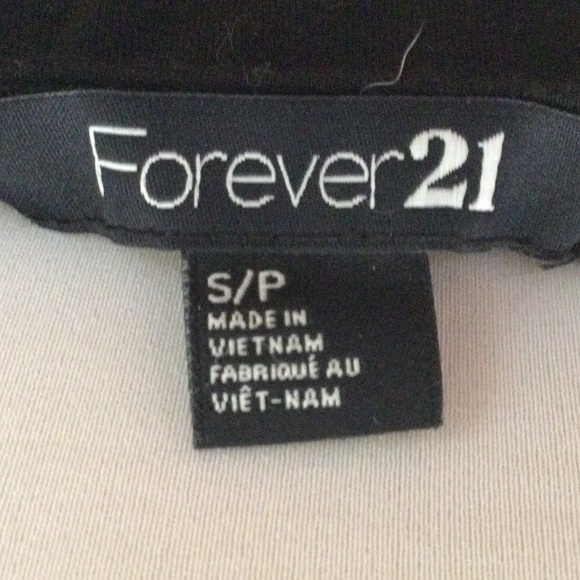 Forever21
S/P
MADE IN
VIETNAM
FABRIQUÉ AU
VIÊT-NAM